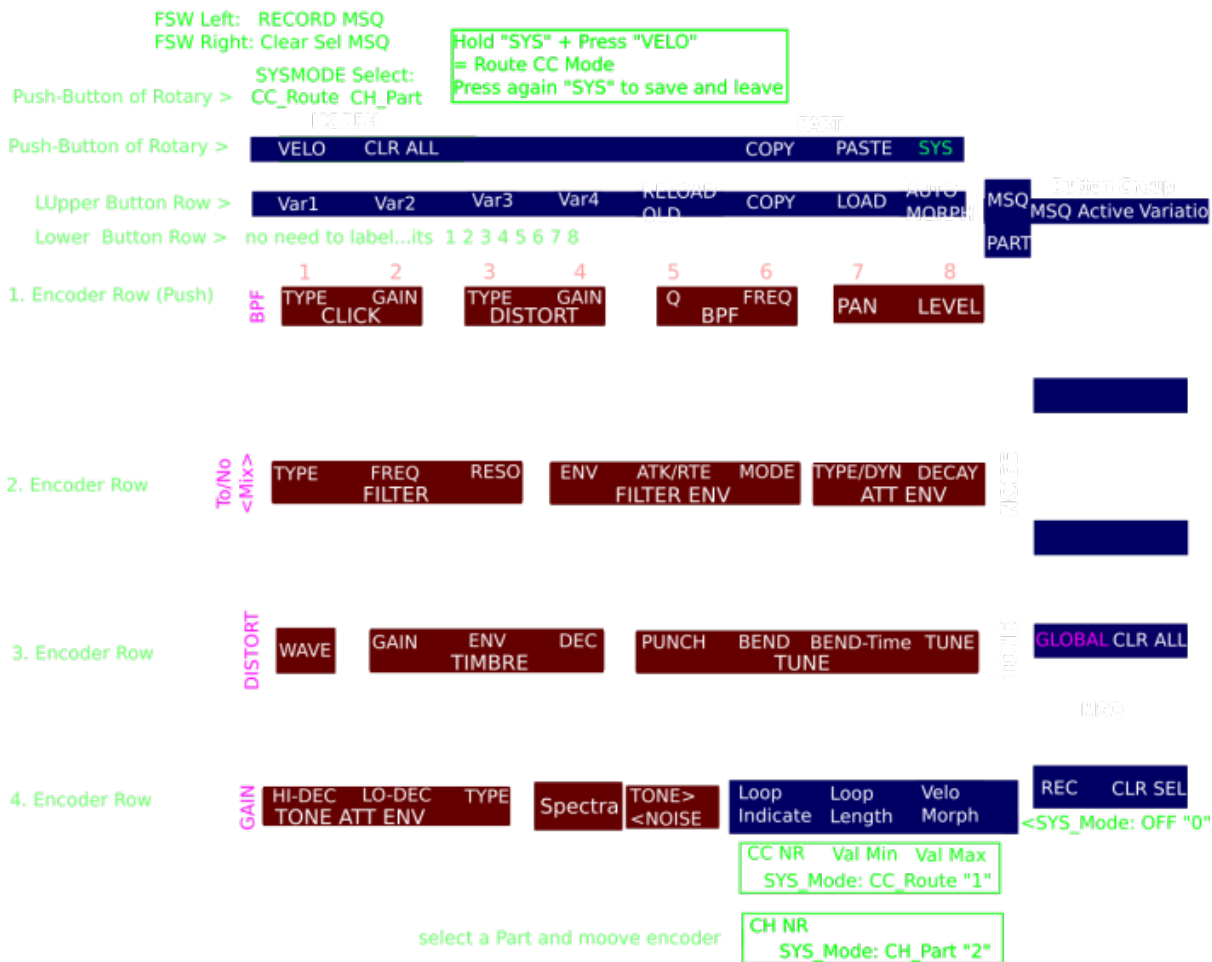 FSW Left: RECORD MSQ
FSW Right: Clear Sel MSQ
Hold "SYS" + Press "VELO"
= Route CC Mode
Press again "SYS" to save and leave
SYSMODE Select:
Push-Button of Rotary > CC_Route CH_Part
MORPH PART
Push-Button of Rotary > VELO CLR ALL COPY PASTE SYS
LUpper Button Row > Var1 Var2 Var3 Var4 RELOAD OLD COPY LOAD AUTO MORPH MSQ
Button Group
MSQ Active Variatio
Lower Button Row > no need to label...its 1 2 3 4 5 6 7 8 PART
1 2 3 4 5 6 7 8
1. Encoder Row (Push) BPF TYPE GAIN TYPE GAIN Q FREQ PAN LEVEL
CLICK DISTORT BPF
2. Encoder Row To/No <Mix> TYPE FREQ RESO ENV ATK/RTE MODE TYPE/DYN DECAY
FILTER FILTER ENV ATT ENV
3. Encoder Row DISTORT WAVE GAIN ENV DEC PUNCH BEND BEND-Time TUNE GLOBAL CLR ALL
TIMBRE TUNE
MSQ
4. Encoder Row GAIN HI-DEC LO-DEC TYPE Spectra TONE> Loop Loop Velo REC CLR SEL
TONE ATT ENV <NOISE Indicate Length Morph
<SYS_Mode: OFF "0"
CC NR Val Min Val Max
SYS_Mode: CC_Route "1"
select a Part and moove encoder CH NR
SYS_Mode: CH_Part "2"